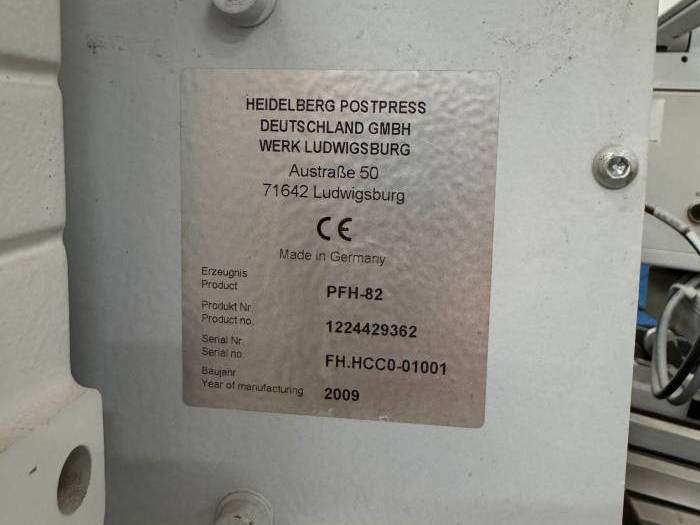 HEIDELBERG POSTPRESS
DEUTSCHLAND GMBH
WERK LUDWIGSBURG
Austraße 50
71642 Ludwigsburg
CE
Made in Germany
Erzeugnis
Product PFH-82
Produkt Nr.
Product no. 1224429362
Serial Nr.
Serial no. FH.HCC0-01001
Baujahr
Year of manufacturing 2009